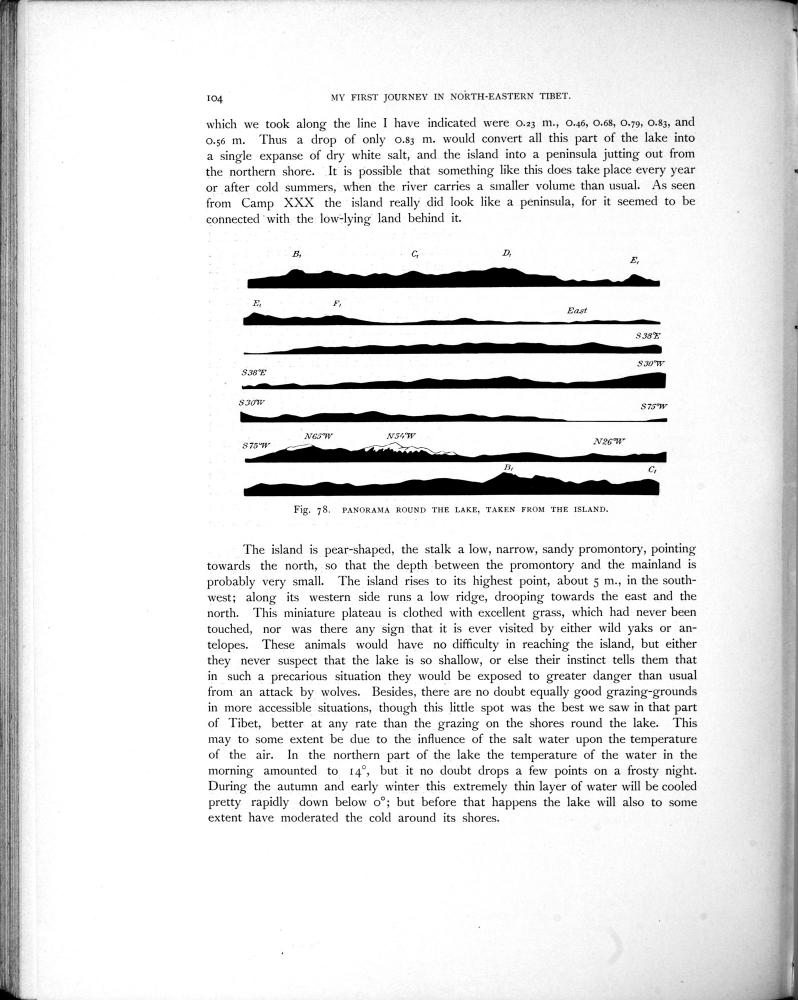 104 MY FIRST JOURNEY IN NORTH-EASTERN TIBET.
which we took along the line I have indicated were 0.23 m., 0.46, 0.68, 0.79, 0.83, and
0.56 m. Thus a drop of only 0.83 m. would convert all this part of the lake into
a single expanse of dry white salt, and the island into a peninsula jutting out from
the northern shore. It is possible that something like this does take place every year
or after cold summers, when the river carries a smaller volume than usual. As seen
from Camp XXX the island really did look like a peninsula, for it seemed to be
connected with the low-lying land behind it.
B, C, D, E,
E, F, East
S 38°E
S 38°E S 30°W
S 30°W S 75°W
S 75°W N 65°W N 54°W N 26°W
B, C,
Fig. 78. PANORAMA ROUND THE LAKE, TAKEN FROM THE ISLAND.
The island is pear-shaped, the stalk a low, narrow, sandy promontory, pointing
towards the north, so that the depth between the promontory and the mainland is
probably very small. The island rises to its highest point, about 5 m., in the south-
west; along its western side runs a low ridge, drooping towards the east and the
north. This miniature plateau is clothed with excellent grass, which had never been
touched, nor was there any sign that it is ever visited by either wild yaks or an-
telopes. These animals would have no difficulty in reaching the island, but either
they never suspect that the lake is so shallow, or else their instinct tells them that
in such a precarious situation they would be exposed to greater danger than usual
from an attack by wolves. Besides, there are no doubt equally good grazing-grounds
in more accessible situations, though this little spot was the best we saw in that part
of Tibet, better at any rate than the grazing on the shores round the lake. This
may to some extent be due to the influence of the salt water upon the temperature
of the air. In the northern part of the lake the temperature of the water in the
morning amounted to 14°, but it no doubt drops a few points on a frosty night.
During the autumn and early winter this extremely thin layer of water will be cooled
pretty rapidly down below 0°; but before that happens the lake will also to some
extent have moderated the cold around its shores.